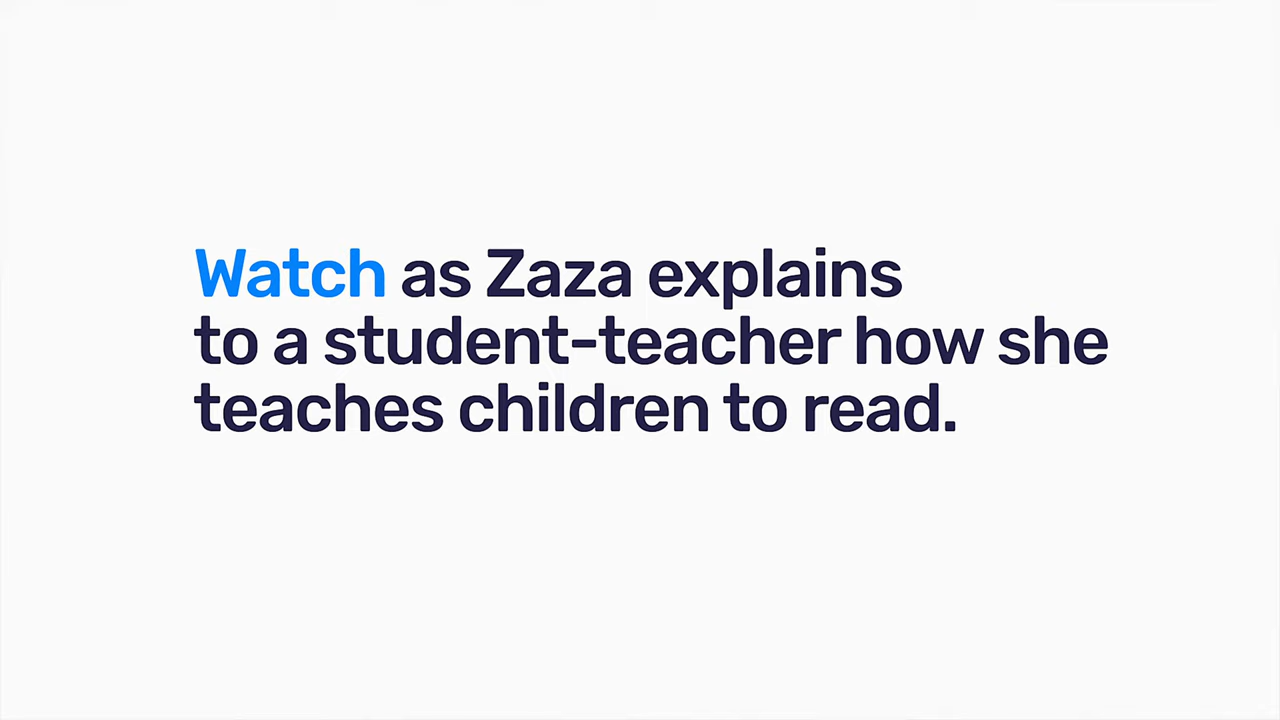 Watch as Zaza explains
to a student-teacher how she
teaches children to read.